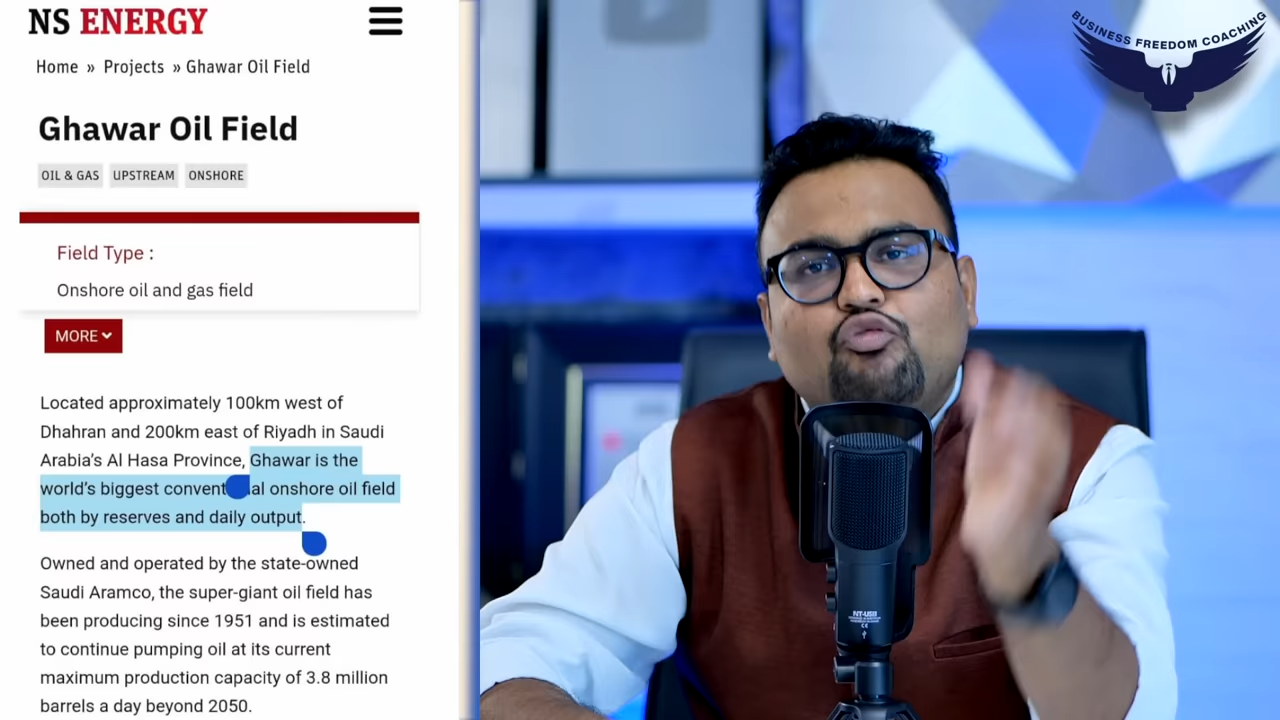 NS ENERGY
Home » Projects » Ghawar Oil Field
Ghawar Oil Field
OIL & GAS UPSTREAM ONSHORE
Field Type :
Onshore oil and gas field
MORE
Located approximately 100km west of
Dhahran and 200km east of Riyadh in Saudi
Arabia's Al Hasa Province, Ghawar is the
world's biggest conventional onshore oil field
both by reserves and daily output.
Owned and operated by the state-owned
Saudi Aramco, the super-giant oil field has
been producing since 1951 and is estimated
to continue pumping oil at its current
maximum production capacity of 3.8 million
barrels a day beyond 2050.
BUSINESS FREEDOM COACHING
NT-USB